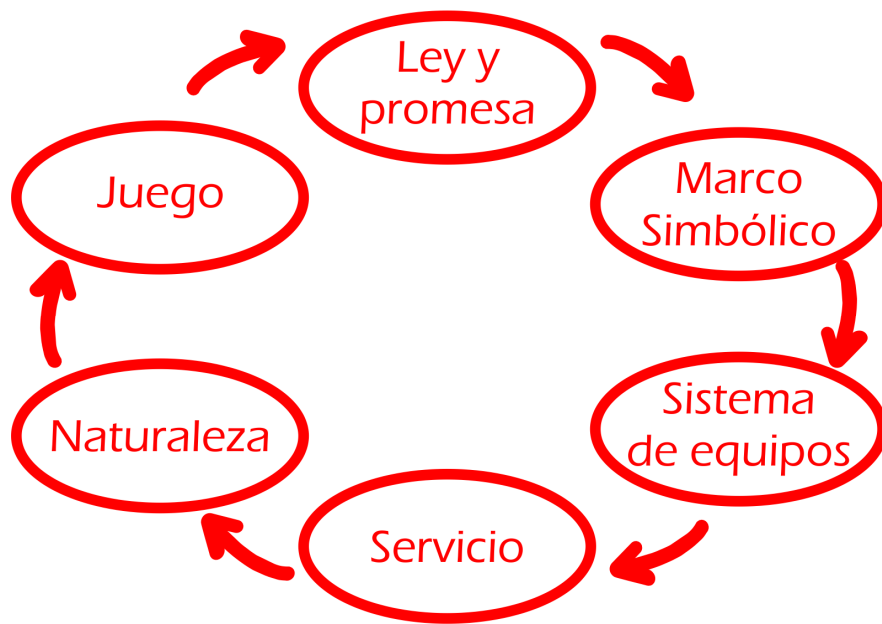 Ley y
promesa
Marco
Simbólico
Sistema
de equipos
Servicio
Naturaleza
Juego